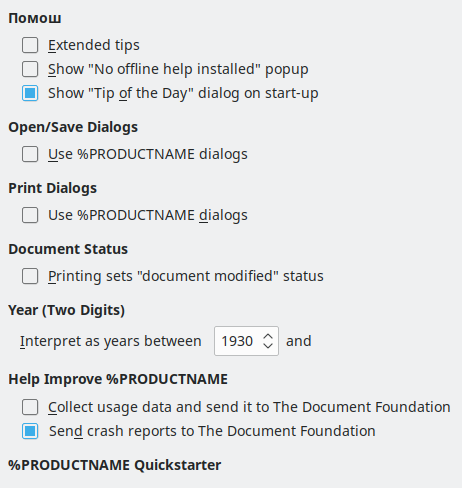 Помош
Extended tips
Show "No offline help installed" popup
Show "Tip of the Day" dialog on start-up
Open/Save Dialogs
Use %PRODUCTNAME dialogs
Print Dialogs
Use %PRODUCTNAME dialogs
Document Status
Printing sets "document modified" status
Year (Two Digits)
Interpret as years between 1930 and
Help Improve %PRODUCTNAME
Collect usage data and send it to The Document Foundation
Send crash reports to The Document Foundation
%PRODUCTNAME Quickstarter